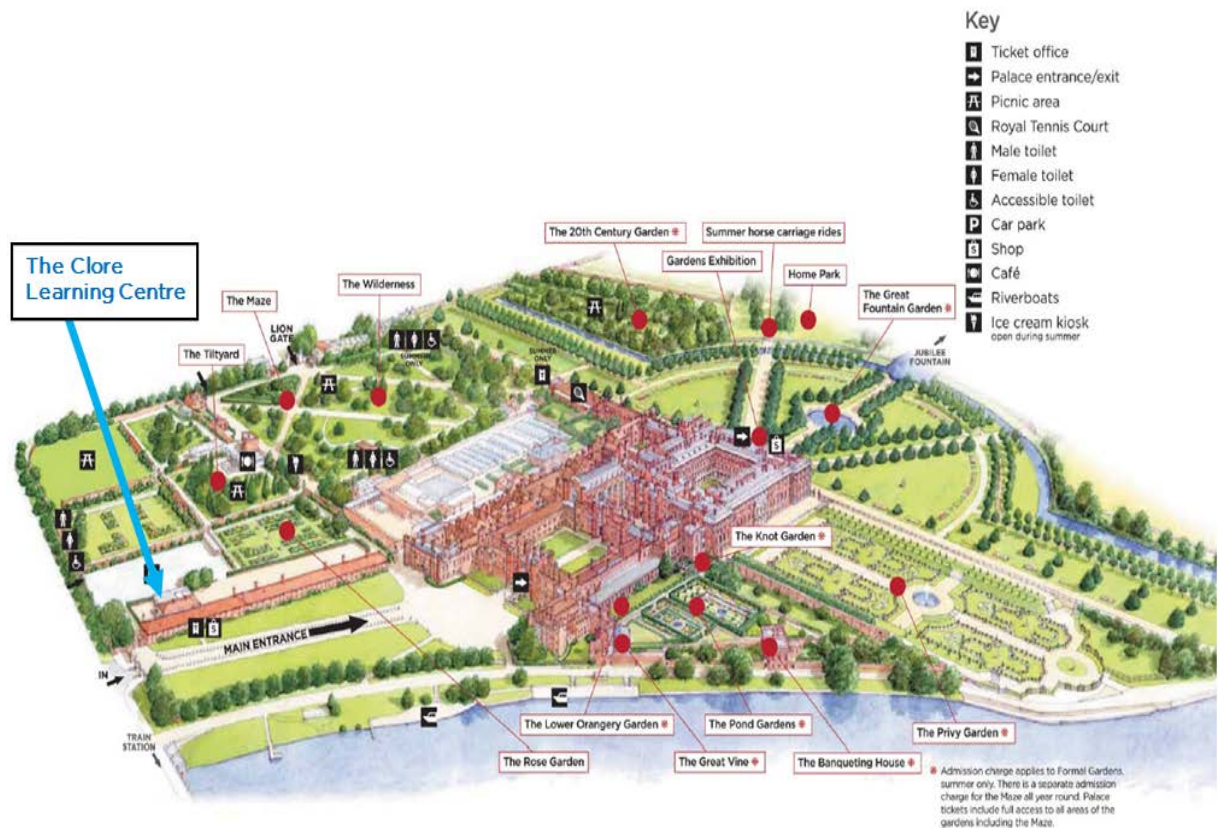 Key
Ticket office
Palace entrance/exit
Picnic area
Royal Tennis Court
Male toilet
Female toilet
Accessible toilet
P
Car park
S
Shop
Café
Riverboats
Ice cream kiosk
open during summer
The 20th Century Garden ❋
Summer horse carriage rides
Gardens Exhibition
Home Park
The Clore
Learning Centre
The Wilderness
The Great
Fountain Garden ❋
The Maze
LION
GATE
SUMMER
ONLY
SUMMER
ONLY
JUBILEE
FOUNTAIN
The Tiltyard
S
The Knot Garden ❋
S
MAIN ENTRANCE
IN
TRAIN
STATION
The Lower Orangery Garden ❋
The Pond Gardens ❋
The Privy Garden ❋
The Rose Garden
The Great Vine ❋
The Banqueting House ❋
❋ Admission charge applies to Formal Gardens,
summer only. There is a separate admission
charge for the Maze all year round. Palace
tickets include full access to all areas of the
gardens including the Maze.